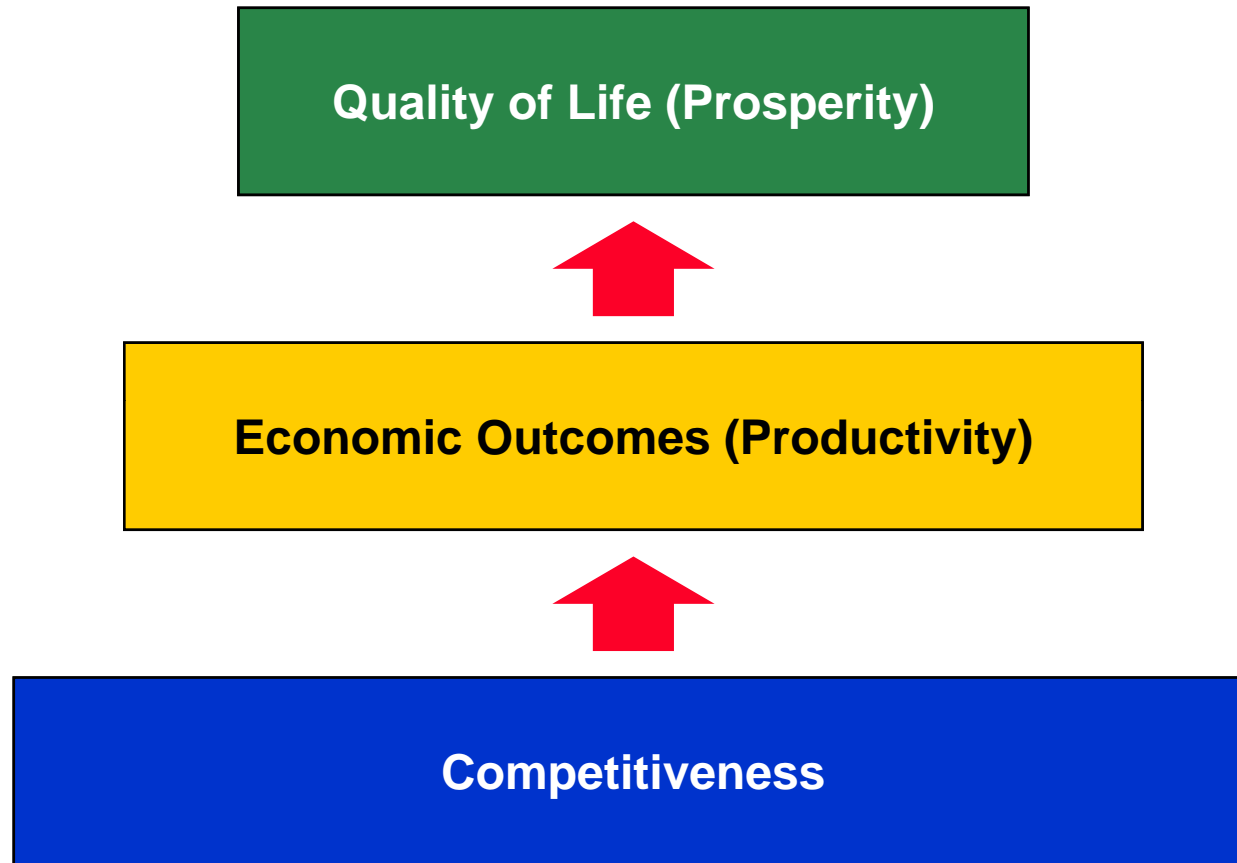 Quality of Life (Prosperity)
Economic Outcomes (Productivity)
Competitiveness